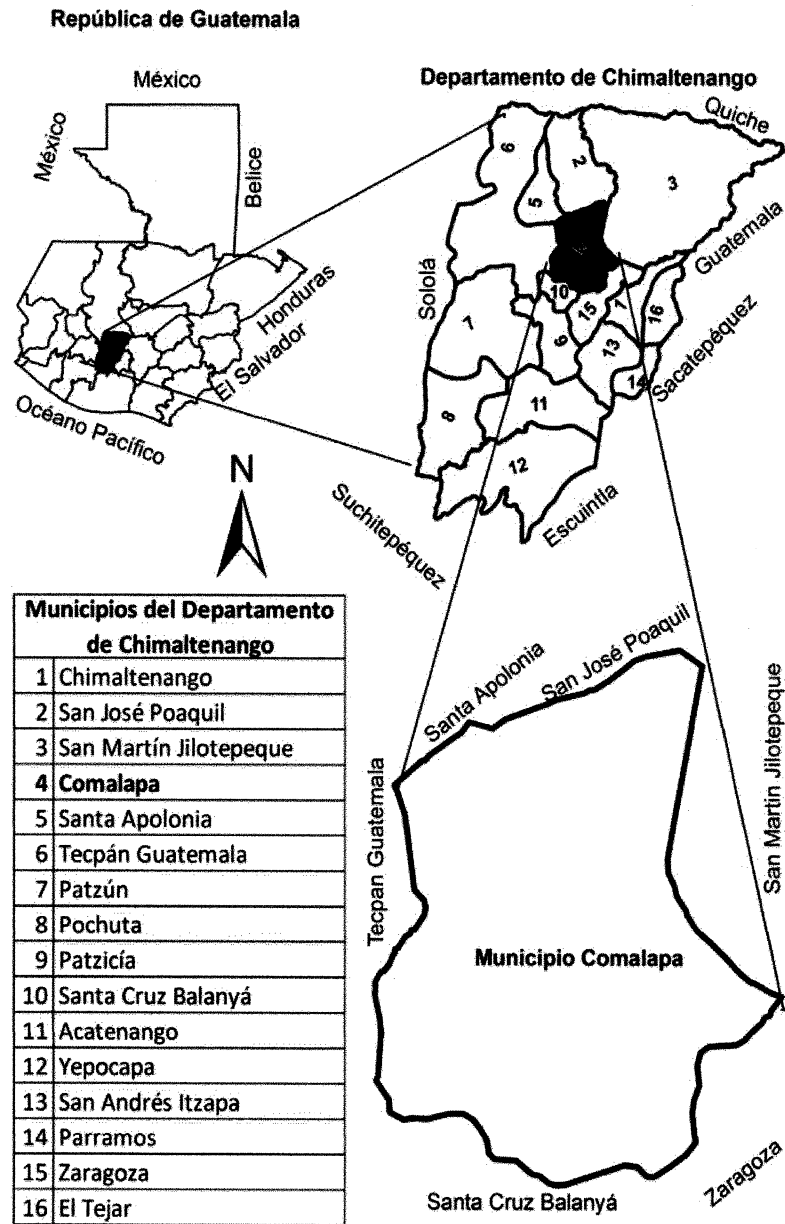 República de Guatemala
México
México
Belice
Honduras
El Salvador
Océano Pacífico
Departamento de Chimaltenango
Quiche
6
2
3
5
Guatemala
Sololá
10
15
1
16
7
9
13
Sacatepéquez
14
8
11
12
Suchitepéquez
Escuintla
N
Municipios del Departamento
de Chimaltenango
1 Chimaltenango
2 San José Poaquil
3 San Martín Jilotepeque
4 Comalapa
5 Santa Apolonia
6 Tecpán Guatemala
7 Patzún
8 Pochuta
9 Patzicía
10 Santa Cruz Balanyá
11 Acatenango
12 Yepocapa
13 San Andrés Itzapa
14 Parramos
15 Zaragoza
16 El Tejar
Santa Apolonia
San José Poaquil
Tecpan Guatemala
San Martin Jilotepeque
Municipio Comalapa
Santa Cruz Balanyá
Zaragoza